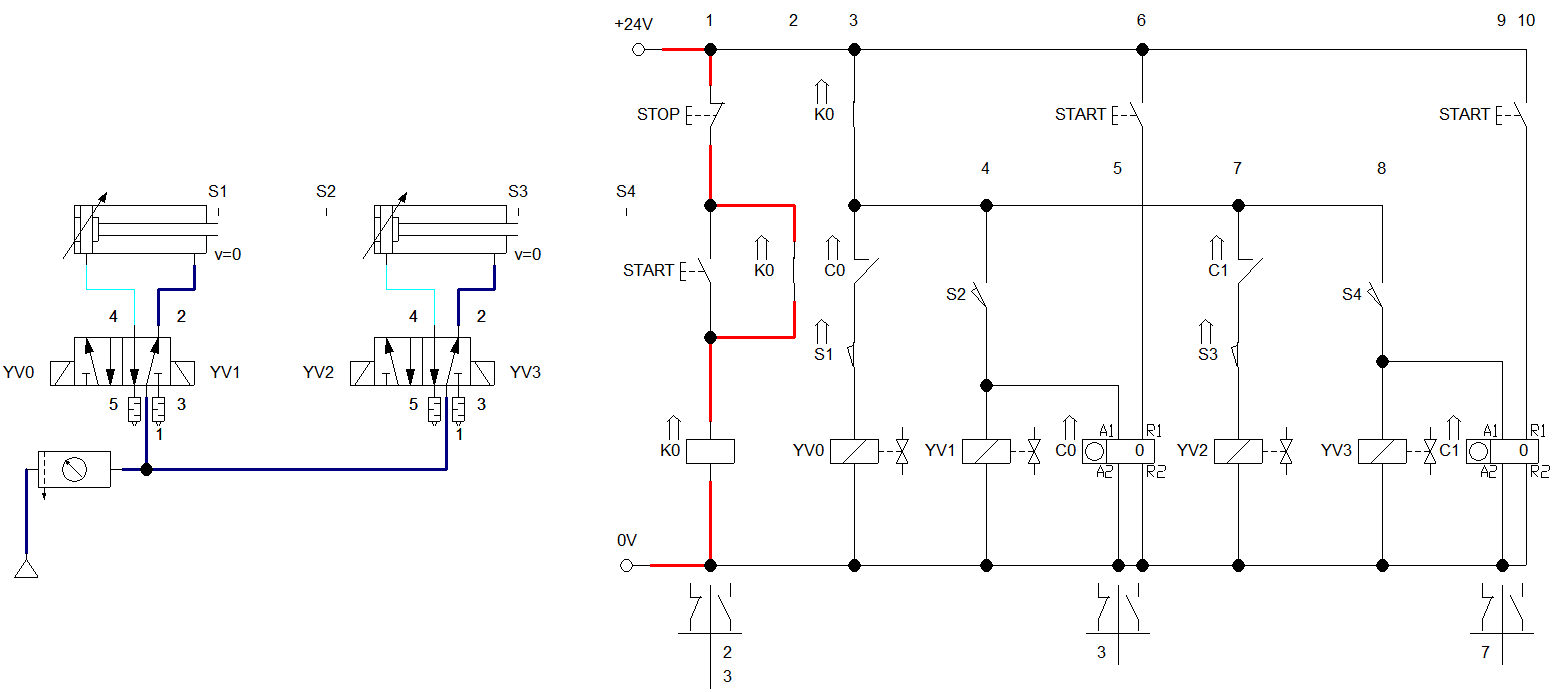 +24V 1 2 3 6 9 10
STOP K0 START START
4 5 7 8
S1 S2 S3 S4
v=0 v=0
START K0 C0 S2 C1 S4
4 2 4 2
S1 S3
YV0 YV1 YV2 YV3
5 3 5 3
1 1
A1 R1 A1 R1
K0 YV0 YV1 C0 0 YV2 YV3 C1 0
A2 R2 A2 R2
0V
2 3 7
3